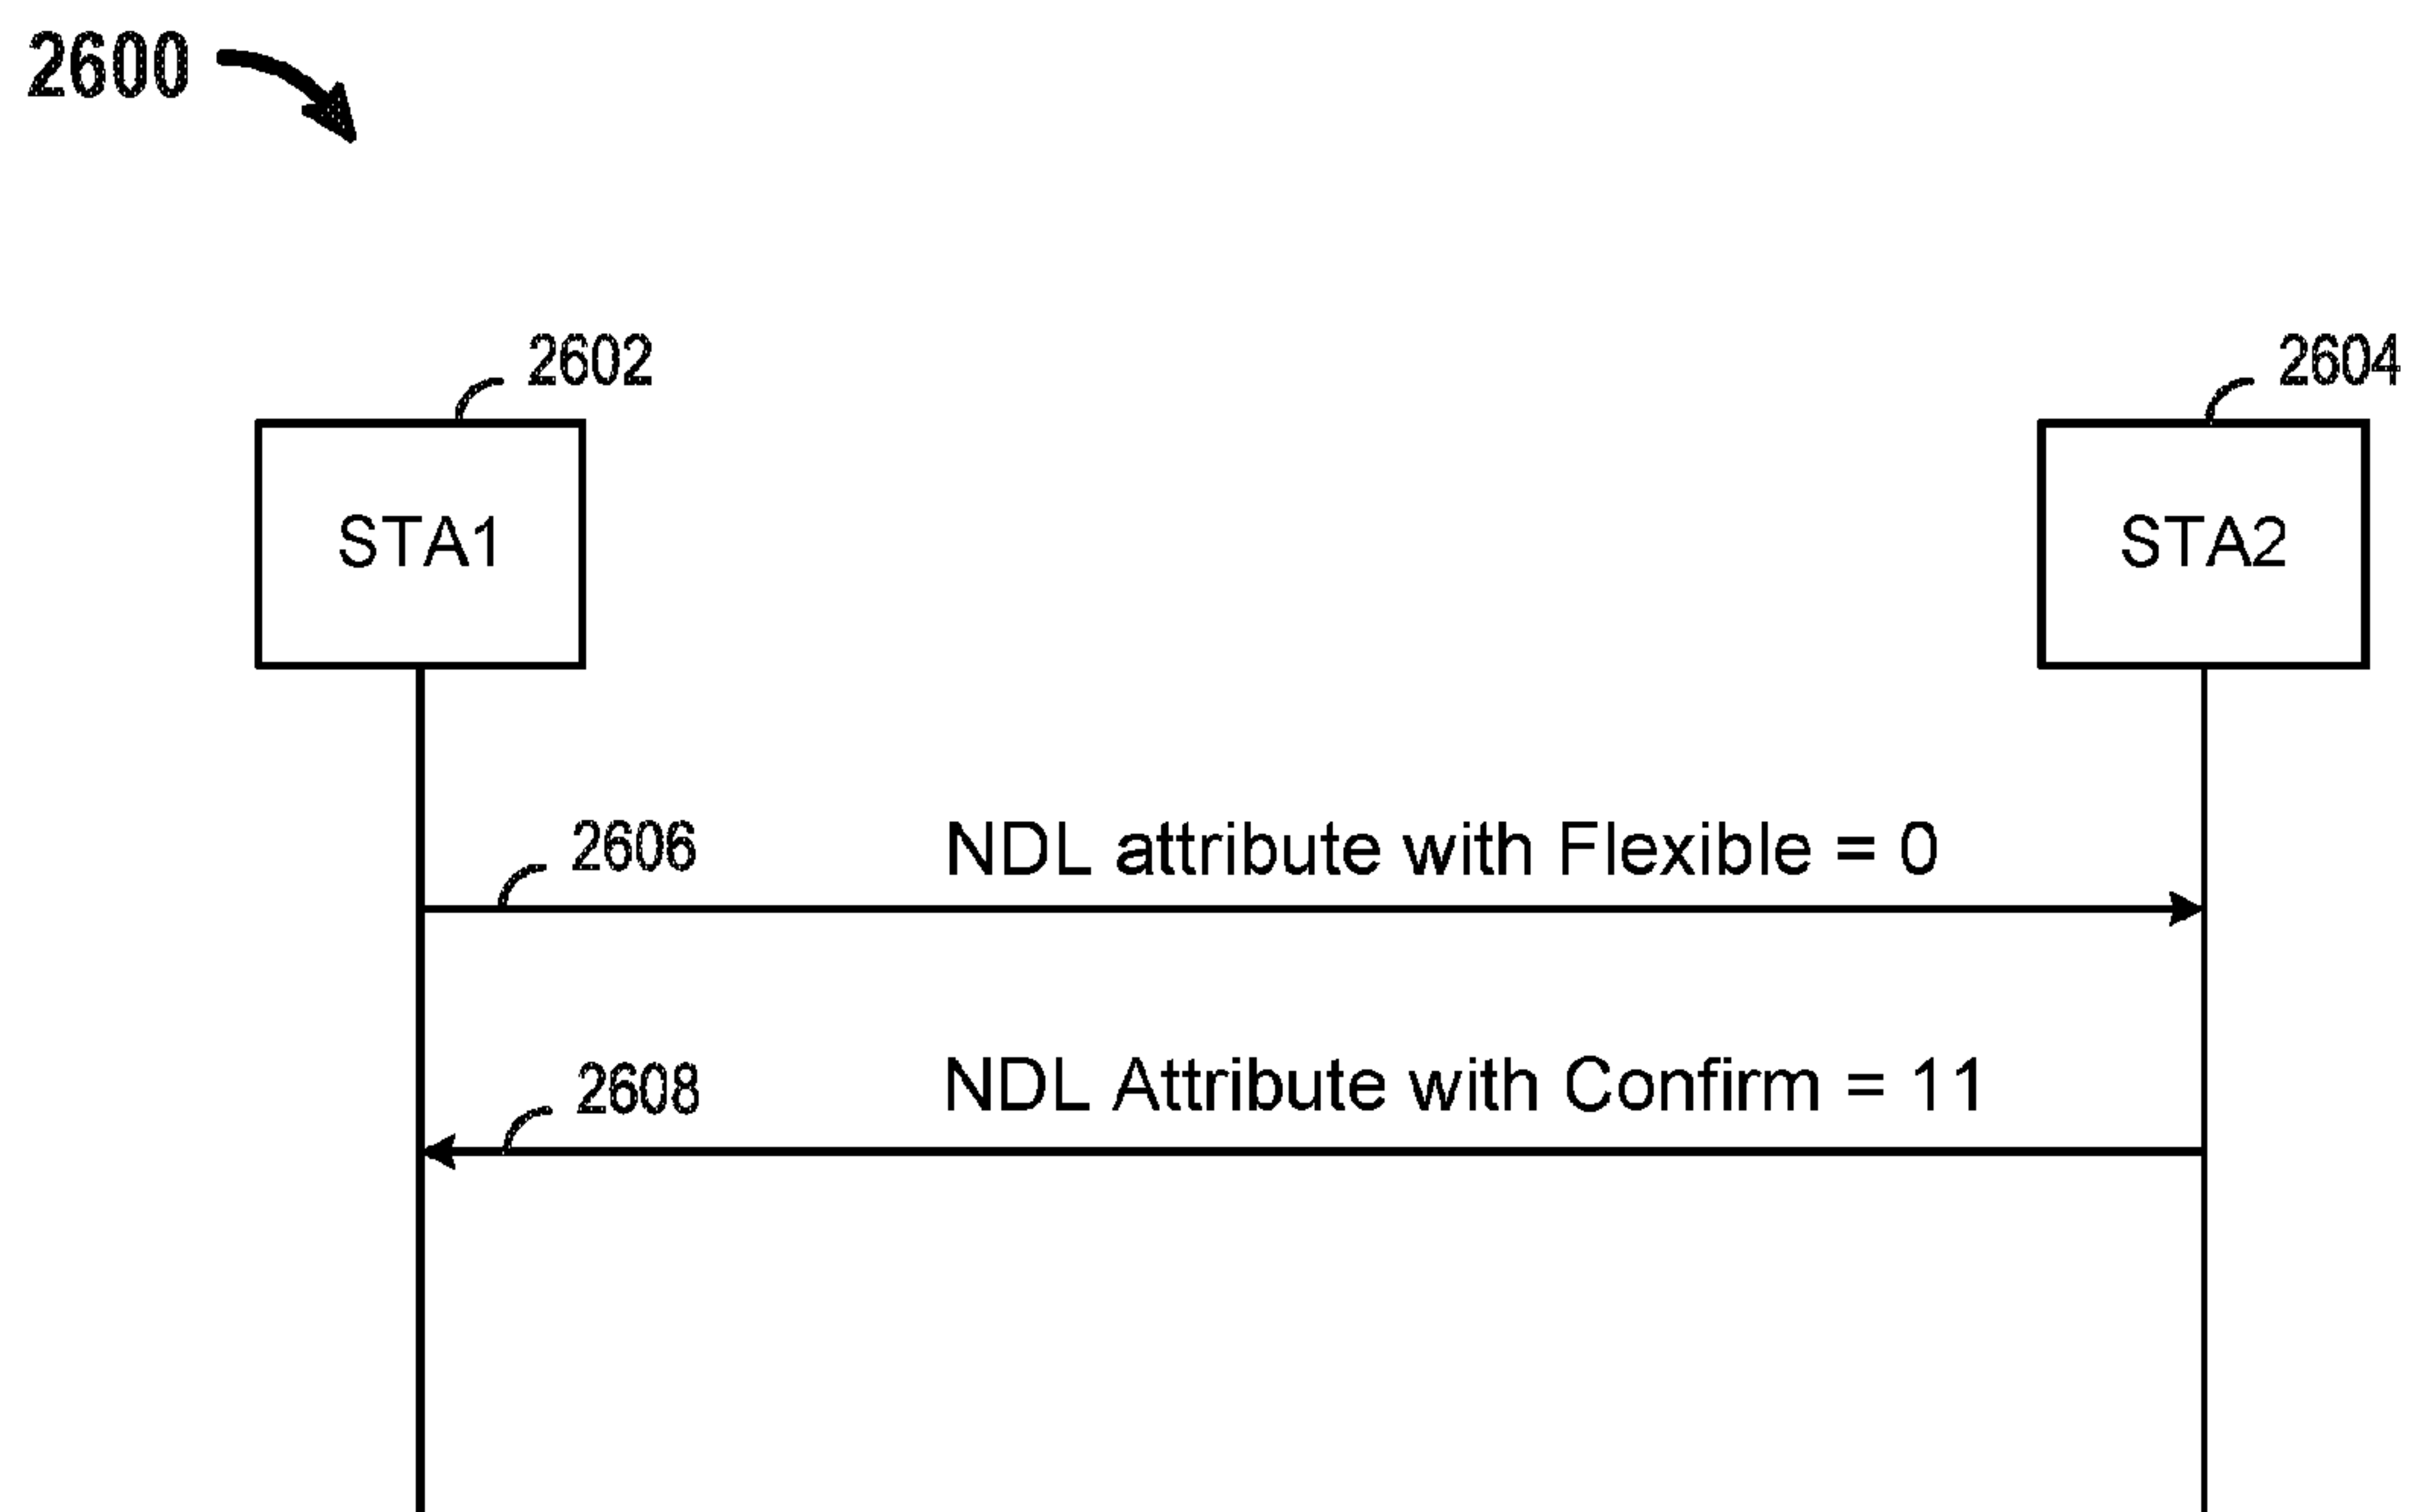 2600
2602
2604
STA1
STA2
2606
NDL attribute with Flexible = 0
2608
NDL Attribute with Confirm = 11